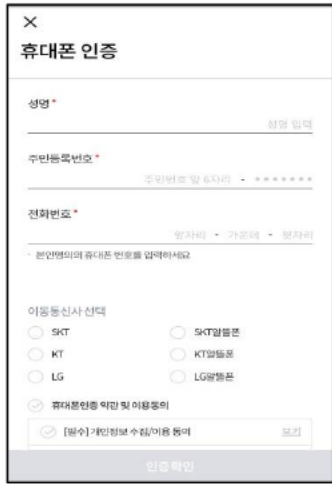 ×
휴대폰 인증
성명 *
성명 입력
주민등록번호 *
주민번호 앞 6자리 - *******
전화번호 *
앞자리 - 가운데 - 뒷자리
· 본인명의의 휴대폰 번호를 입력하세요
이동통신사 선택
SKT SKT알뜰폰
KT KT알뜰폰
LG LG알뜰폰
휴대폰인증 약관 및 이용동의
[필수] 개인정보 수집/이용 동의 보기
인증확인